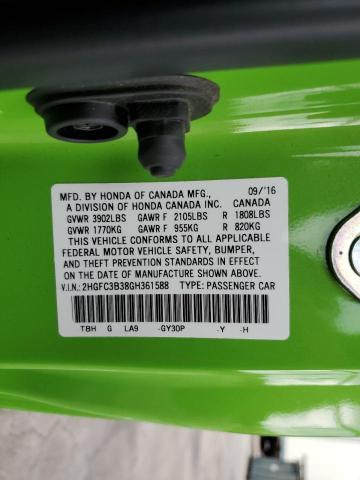 MFD. BY HONDA OF CANADA MFG., 09/'16
A DIVISION OF HONDA CANADA INC. CANADA
GVWR 3902LBS GAWR F 2105LBS R 1808LBS
GVWR 1770KG GAWR F 955KG R 820KG
THIS VEHICLE CONFORMS TO ALL APPLICABLE
FEDERAL MOTOR VEHICLE SAFETY, BUMPER,
AND THEFT PREVENTION STANDARDS IN EFFECT
ON THE DATE OF MANUFACTURE SHOWN ABOVE.
V.I.N.: 2HGFC3B38GH361588 TYPE: PASSENGER CAR
TBH G LA9 -GY30P -Y -H